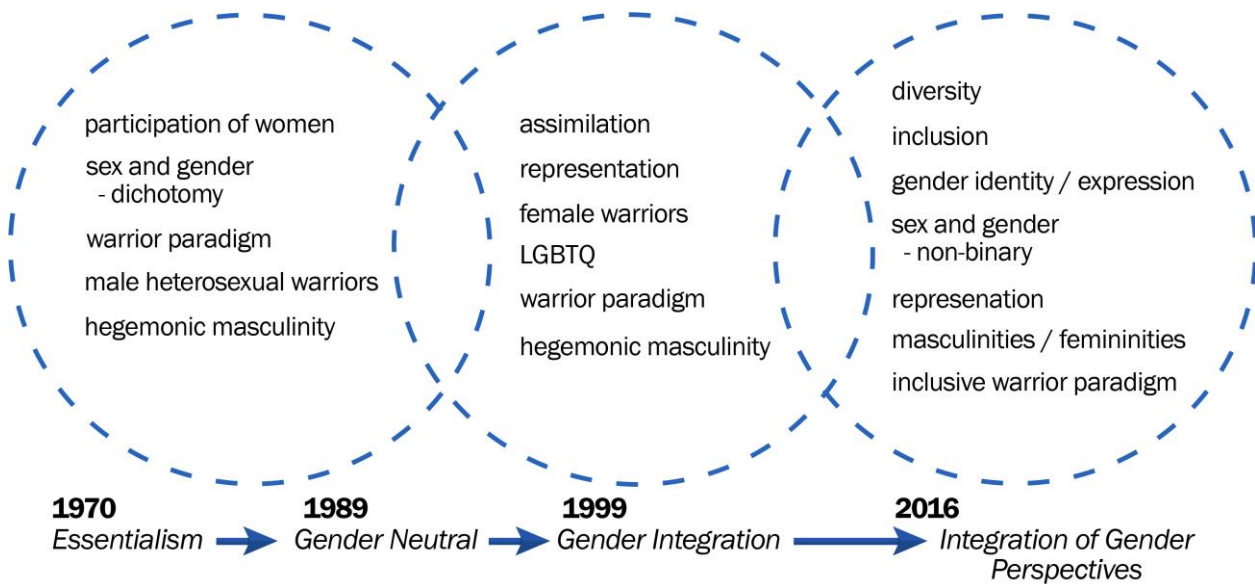 participation of women
sex and gender
- dichotomy
warrior paradigm
male heterosexual warriors
hegemonic masculinity
assimilation
representation
female warriors
LGBTQ
warrior paradigm
hegemonic masculinity
diversity
inclusion
gender identity / expression
sex and gender
- non-binary
represenation
masculinities / femininities
inclusive warrior paradigm
1970
Essentialism
1989
Gender Neutral
1999
Gender Integration
2016
Integration of Gender
Perspectives